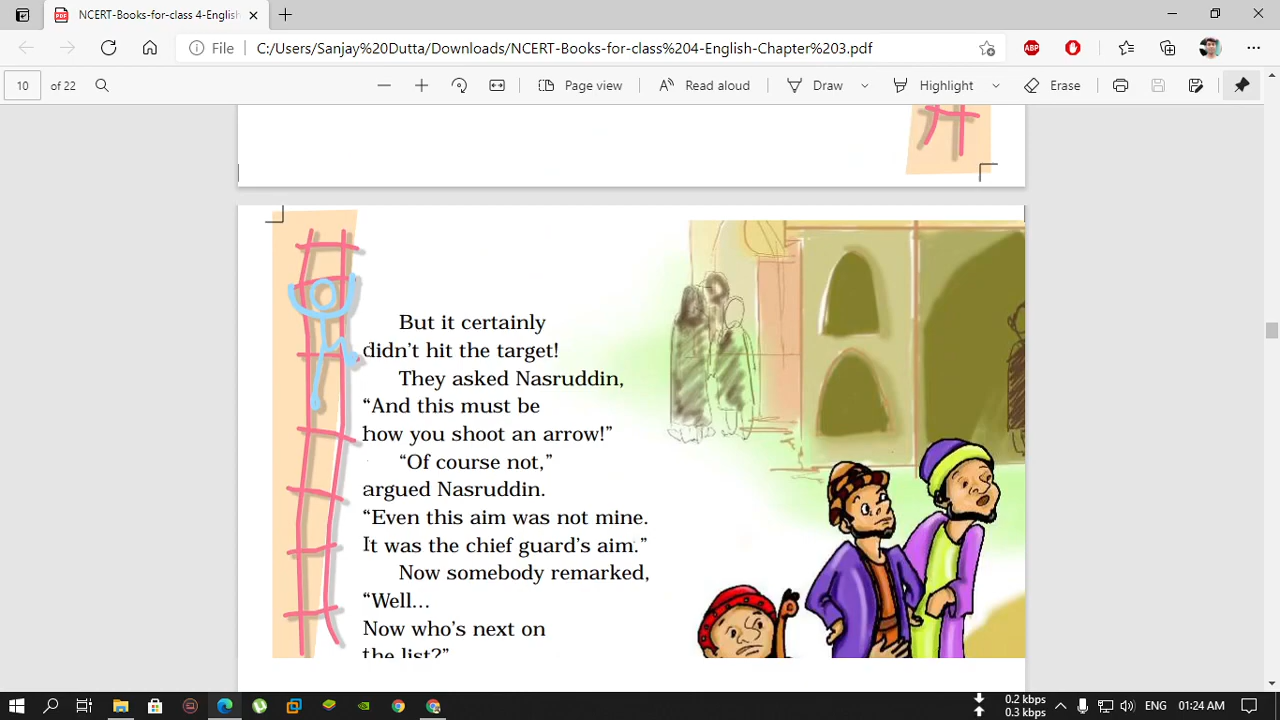 NCERT-Books-for-class 4-English
File C:/Users/Sanjay%20Dutta/Downloads/NCERT-Books-for-class%204-English-Chapter%203.pdf
ABP
10 of 22 Page view Read aloud Draw Highlight Erase
But it certainly
didn't hit the target!
They asked Nasruddin,
“And this must be
how you shoot an arrow!”
“Of course not,”
argued Nasruddin.
“Even this aim was not mine.
It was the chief guard's aim.”
Now somebody remarked,
“Well...
Now who's next on
the list?”
0.2 kbps
0.3 kbps
ENG 01:24 AM